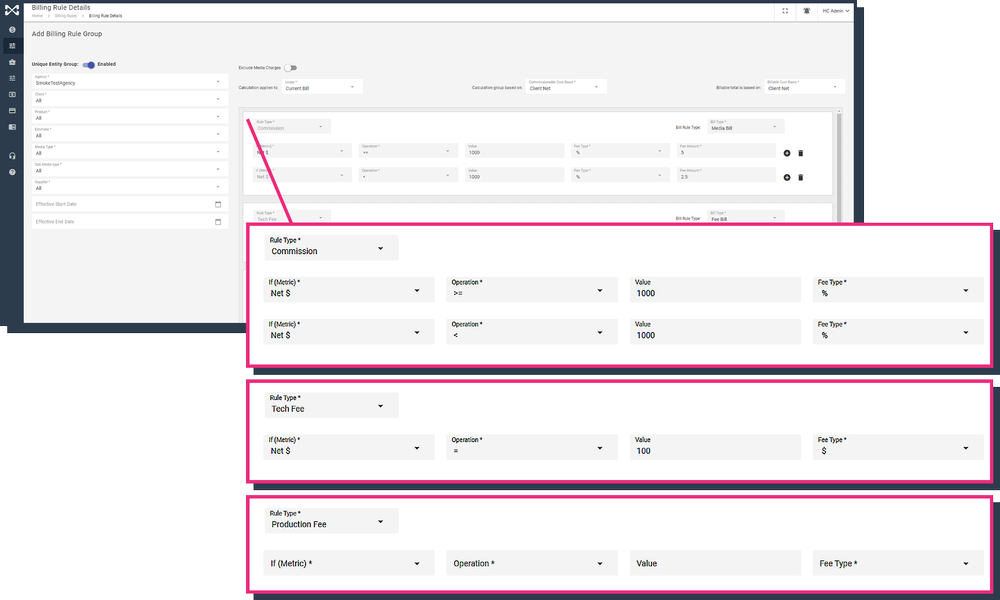 Billing Rule Details
Home > Billing Rules > Billing Rule Details
HC Admin
Add Billing Rule Group
Unique Entity Group: Enabled
Agency *
SmokeTestAgency
Client *
All
Product *
All
Estimate *
All
Media Type *
All
Sub Media type *
All
Supplier *
All
Effective Start Date
Effective End Date
Exclude Media Charges
Calculation applies to:
Current Bill
Calculation group based on:
Commissionable Cost Basis *
Client Net
Billable total is based on:
Billable Cost Basis *
Client Net
Rule Type *
Commission
Bill Rule Type:
Bill Type *
Media Bill
If (Metric) *
Net $
Operation *
>=
Value
1000
Fee Type *
%
Fee Amount *
5
If (Metric) *
Net $
Operation *
<
Value
1000
Fee Type *
%
Fee Amount *
2.5
Rule Type *
Tech Fee
Bill Rule Type:
Bill Type *
Fee Bill
Rule Type *
Commission
If (Metric) *
Net $
Operation *
>=
Value
1000
Fee Type *
%
If (Metric) *
Net $
Operation *
<
Value
1000
Fee Type *
%
Rule Type *
Tech Fee
If (Metric) *
Net $
Operation *
=
Value
100
Fee Type *
$
Rule Type *
Production Fee
If (Metric) *
Operation *
Value
Fee Type *